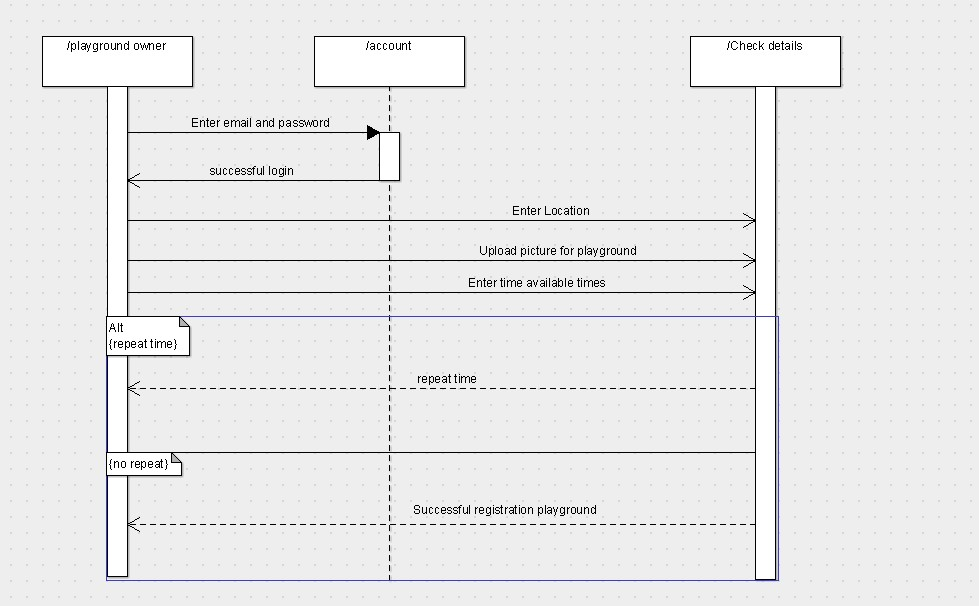 /playground owner
/account
/Check details
Enter email and password
successful login
Enter Location
Upload picture for playground
Enter time available times
Alt
{repeat time}
repeat time
{no repeat}
Successful registration playground